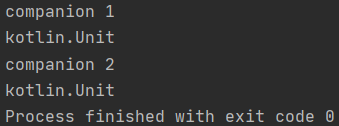 companion 1
kotlin.Unit
companion 2
kotlin.Unit
Process finished with exit code 0